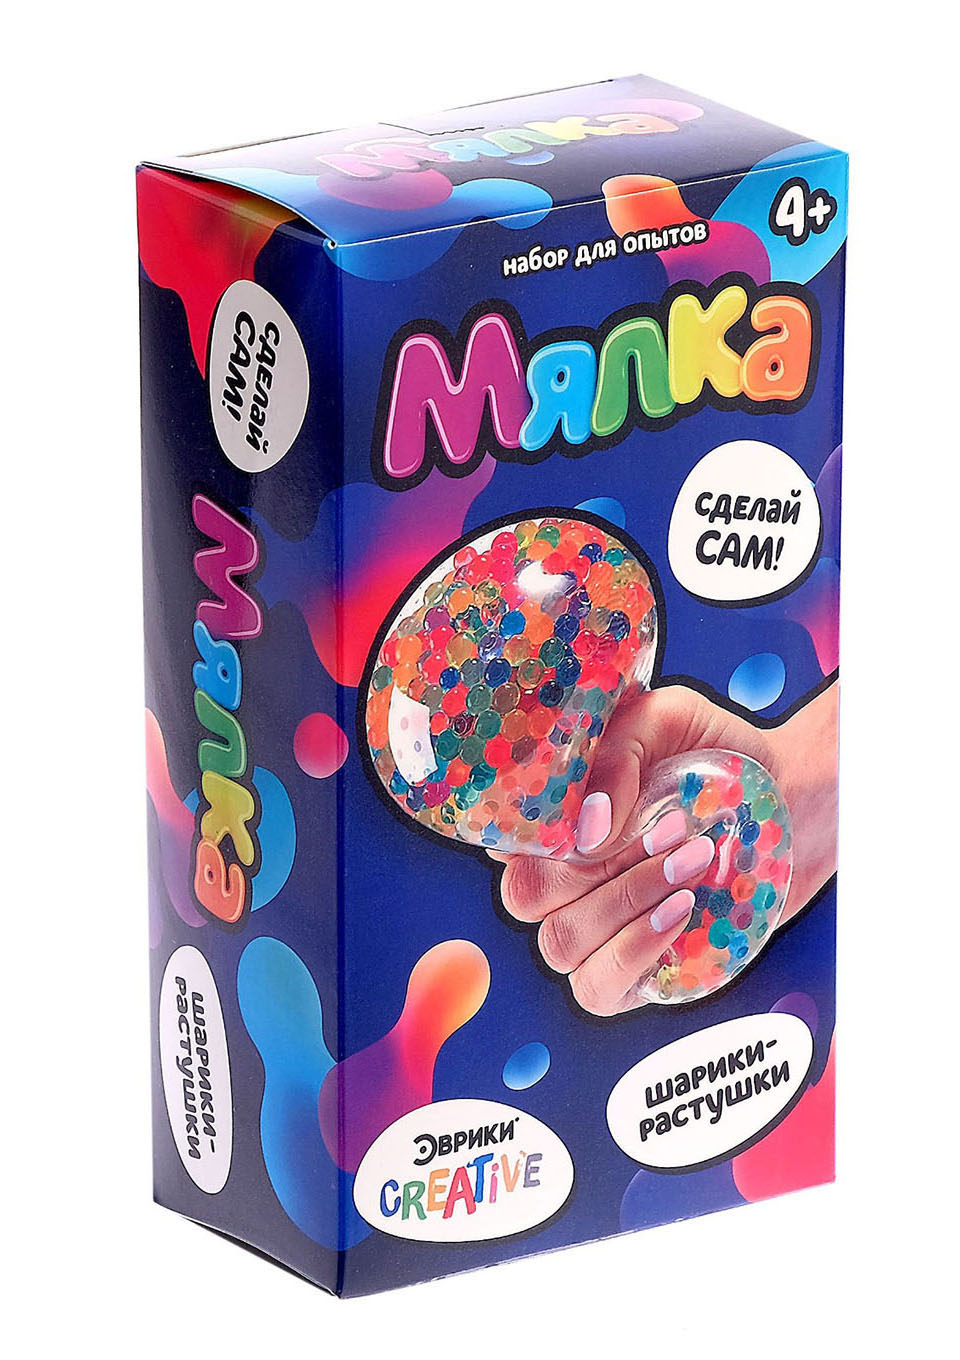 Мялка
4+
набор для опытов
Мялка
сделай
САМ!
сделай
САМ!
Мялка
шарики-
растушки
шарики-
растушки
ЭВРИКИ
CREATIVE